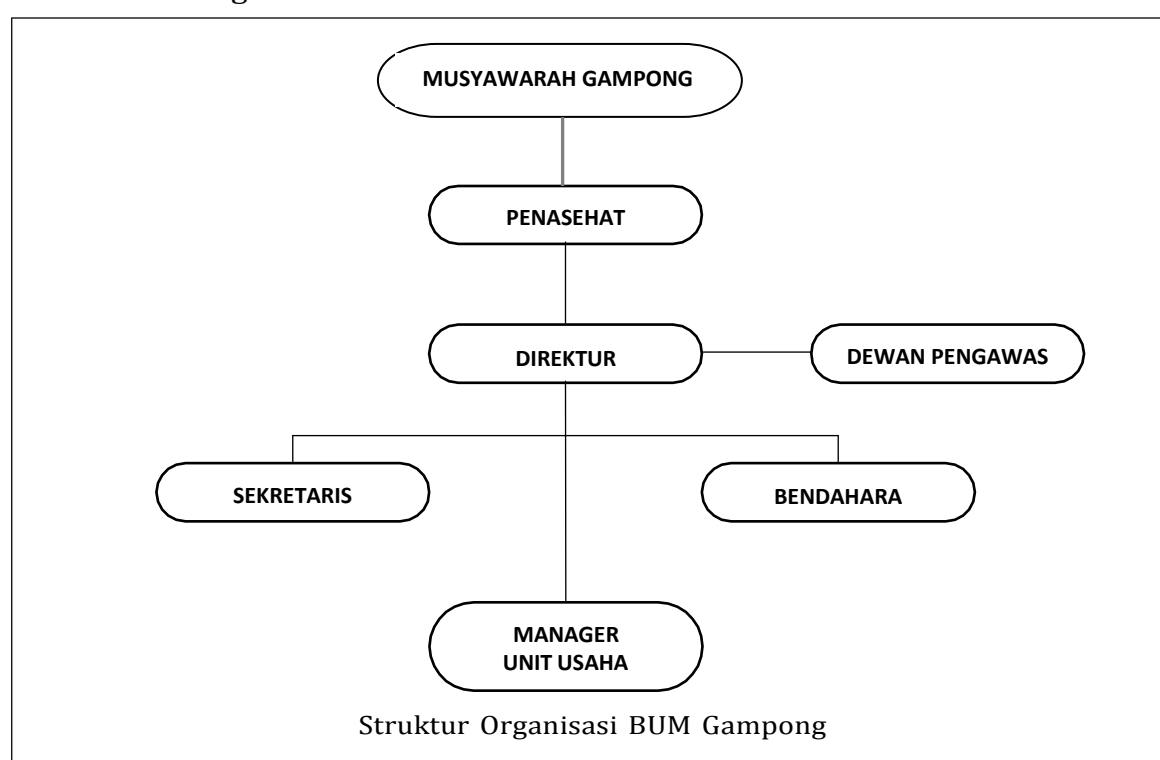 MUSYAWARAH GAMPONG
PENASEHAT
DIREKTUR
DEWAN PENGAWAS
SEKRETARIS
BENDAHARA
MANAGER
UNIT USAHA
Struktur Organisasi BUM Gampong